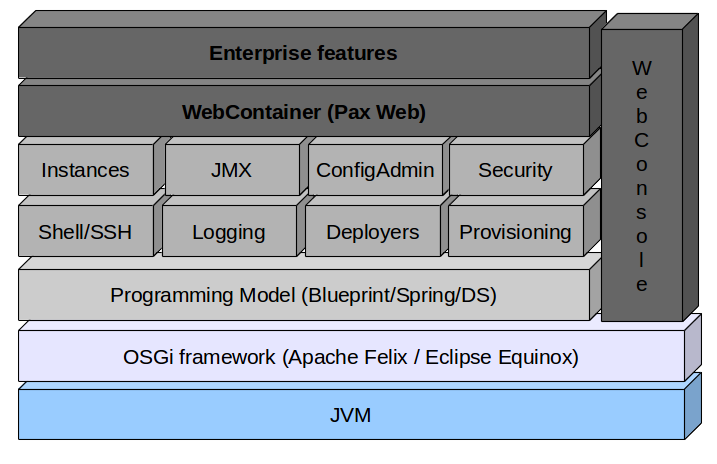 Enterprise features
WebContainer (Pax Web)
Instances
JMX
ConfigAdmin
Security
Shell/SSH
Logging
Deployers
Provisioning
Programming Model (Blueprint/Spring/DS)
OSGi framework (Apache Felix / Eclipse Equinox)
JVM
WebConsole